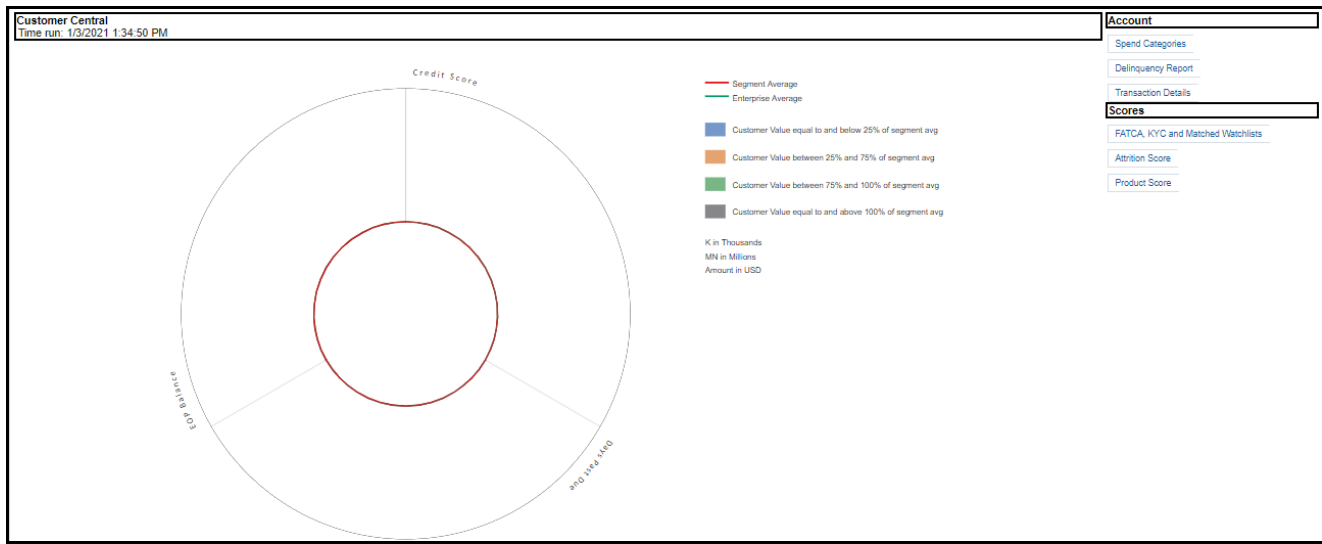 Customer Central
Time run: 1/3/2021 1:34:50 PM
Credit Score
EOP Balance
Days Past Due
Segment Average
Enterprise Average
Customer Value equal to and below 25% of segment avg
Customer Value between 25% and 75% of segment avg
Customer Value between 75% and 100% of segment avg
Customer Value equal to and above 100% of segment avg
K in Thousands
MN in Millions
Amount in USD
Account
Spend Categories
Delinquency Report
Transaction Details
Scores
FATCA, KYC and Matched Watchlists
Attrition Score
Product Score